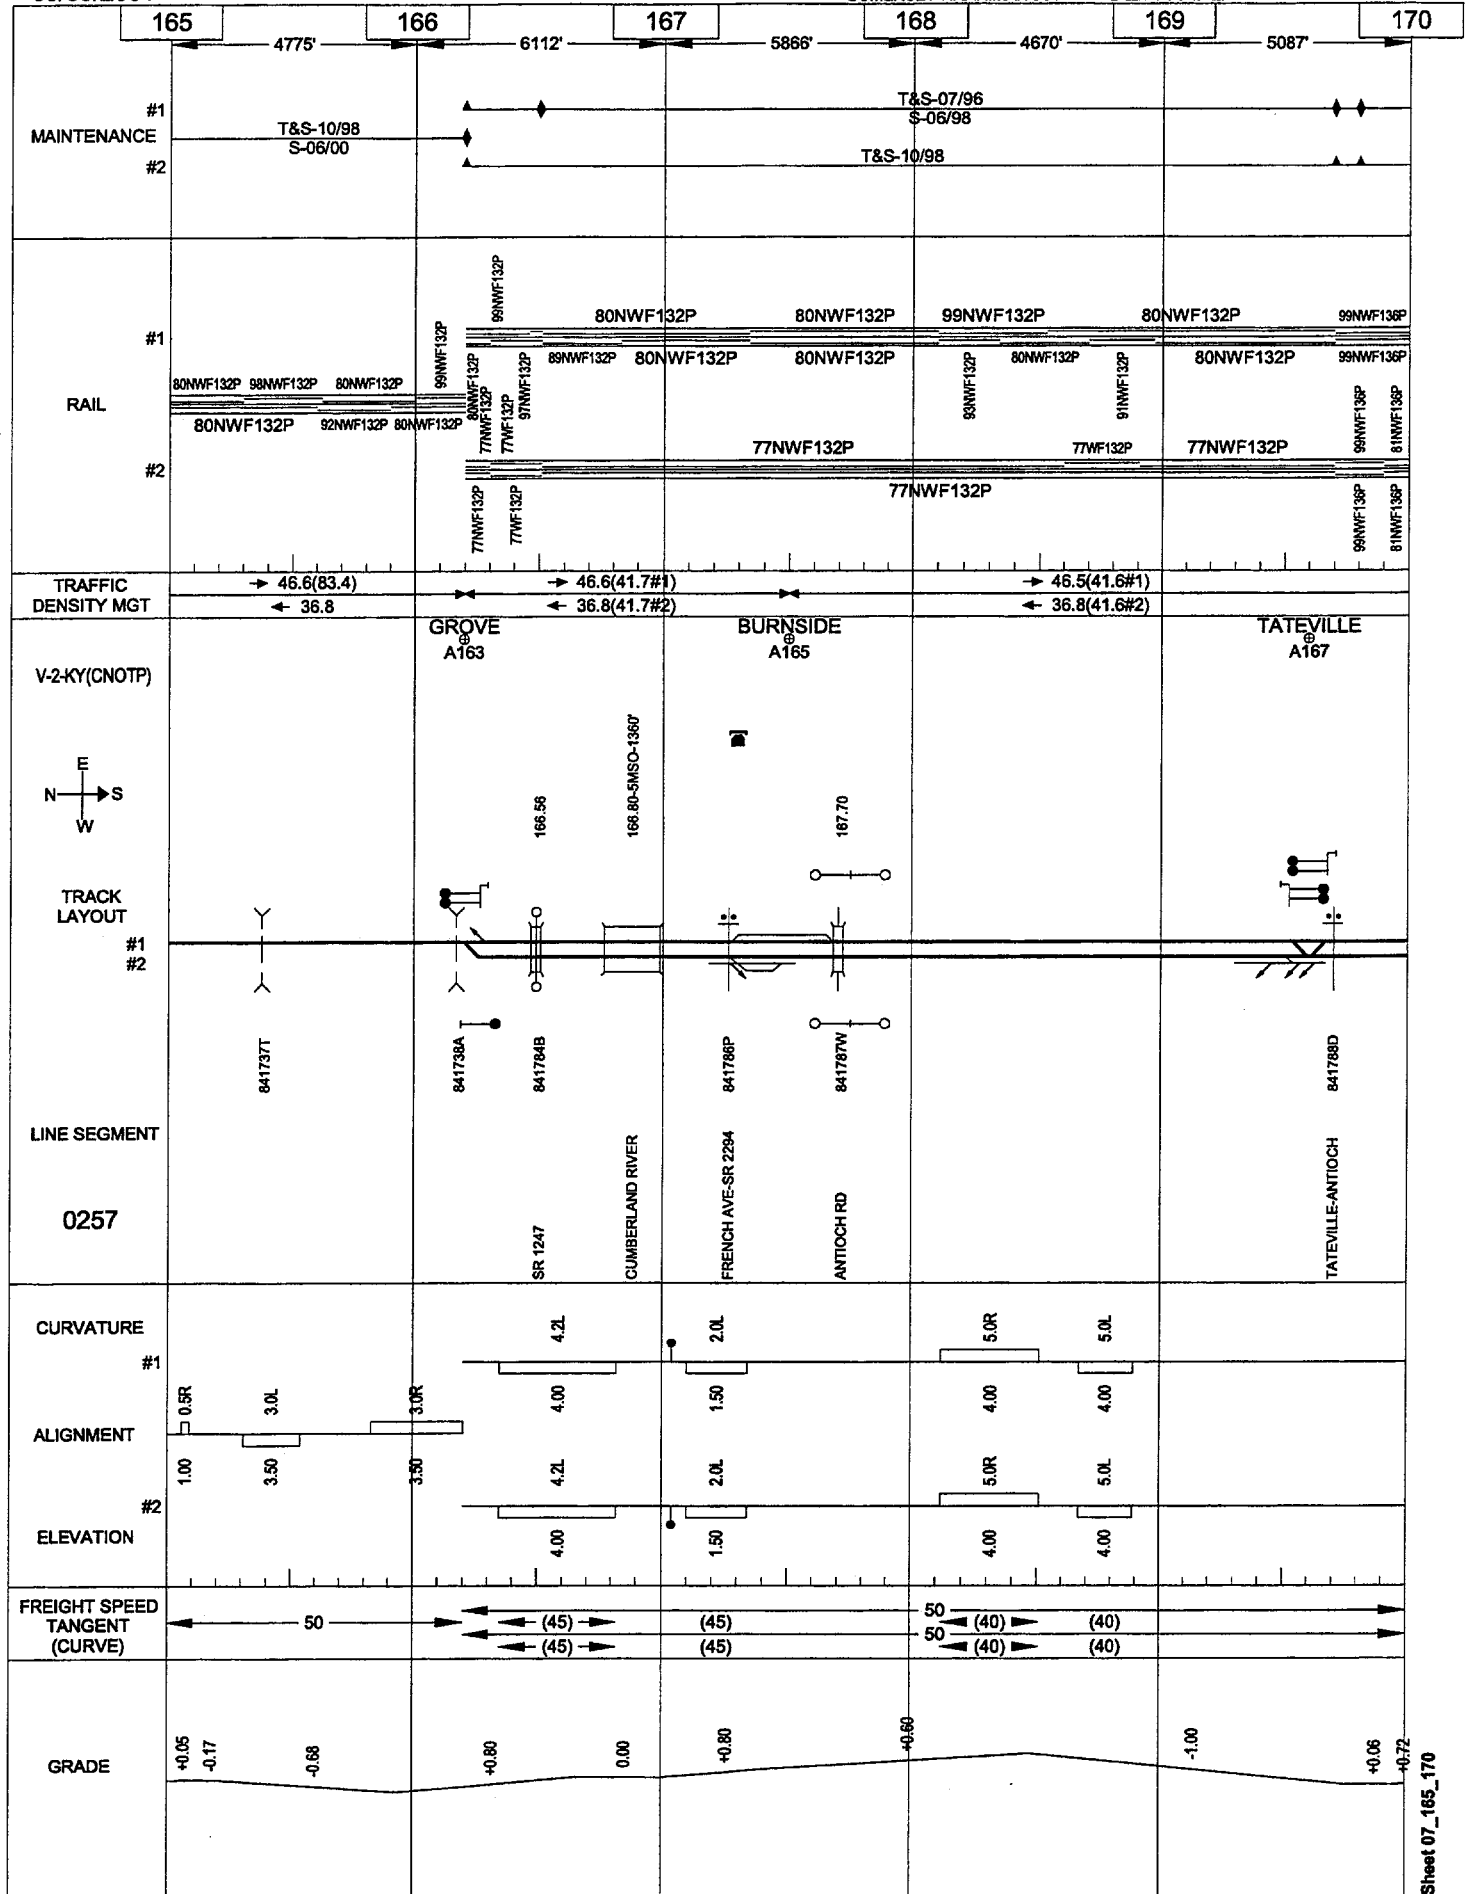 165 166 167 168 169 170
4775' 6112' 5866' 4670' 5087'
#1
T&S-07/96
S-06/98
MAINTENANCE
T&S-10/98
S-06/00
#2
T&S-10/98
99NWF132P
80NWF132P 80NWF132P 99NWF132P 80NWF132P 99NWF136P
#1
99NWF132P
80NWF132P
77NWF132P
77WF132P
97NWF132P
89NWF132P 80NWF132P 80NWF132P 80NWF132P 80NWF132P 99NWF136P
93NWF132P
91NWF132P
80NWF132P 98NWF132P 80NWF132P
RAIL
80NWF132P 92NWF132P 80NWF132P
99NWF136P
81NWF136P
77NWF132P 77WF132P 77NWF132P
#2
77NWF132P
77NWF132P
77WF132P
99NWF136P
81NWF136P
TRAFFIC
DENSITY MGT
46.6(83.4) 46.6(41.7#1) 46.5(41.6#1)
36.8 36.8(41.7#2) 36.8(41.6#2)
GROVE BURNSIDE TATEVILLE
A163 A165 A167
V-2-KY(CNOTP)
E
N S
W
166.56
166.80-5MSO-1360'
167.70
TRACK
LAYOUT
#1
#2
841737T
841738A
841784B
841786P
841787W
841788D
LINE SEGMENT
0257
SR 1247
CUMBERLAND RIVER
FRENCH AVE-SR 2294
ANTIOCH RD
TATEVILLE-ANTIOCH
CURVATURE
4.2L 2.0L 5.0R 5.0L
#1
4.00 1.50 4.00 4.00
0.5R 3.0L 3.0R
ALIGNMENT
1.00 3.50 3.50
4.2L 2.0L 5.0R 5.0L
#2
ELEVATION
4.00 1.50 4.00 4.00
FREIGHT SPEED
TANGENT
(CURVE)
50
50
(45) (45) (40) (40)
50
(45) (45) (40) (40)
GRADE
+0.05 -0.17 -0.68 +0.80 0.00 +0.80 +0.60 -1.00 +0.06 +0.72
Sheet 07_165_170